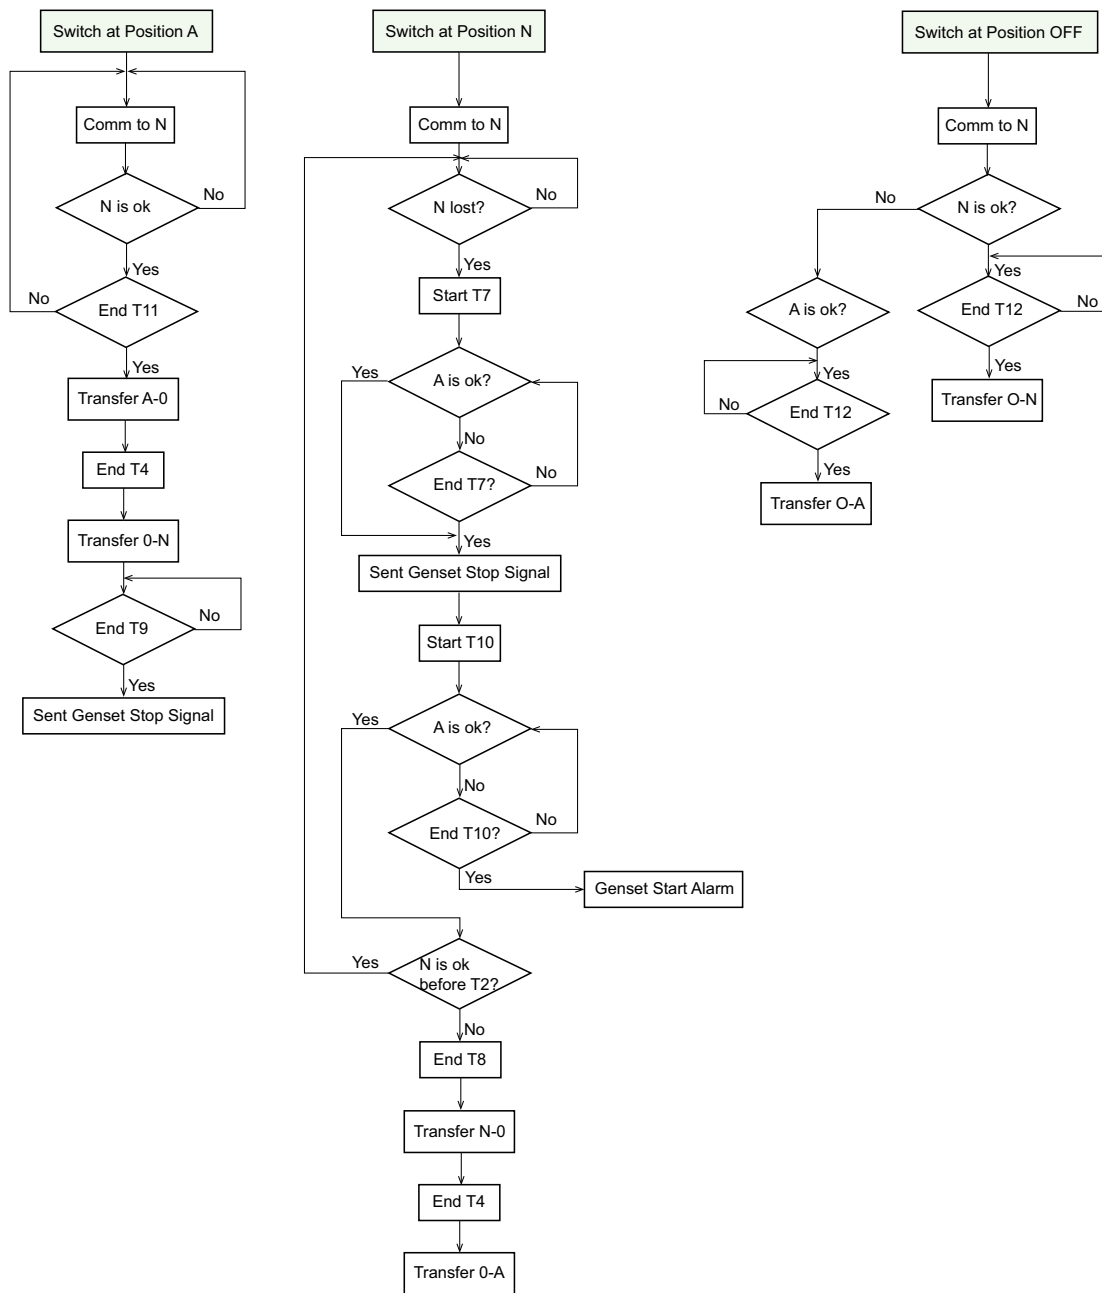 Switch at Position A
Comm to N
N is ok
No
Yes
No
End T11
Yes
Transfer A-0
End T4
Transfer 0-N
No
End T9
Yes
Sent Genset Stop Signal
Switch at Position N
Comm to N
N lost?
No
Yes
Start T7
Yes
A is ok?
No
End T7?
No
Yes
Sent Genset Stop Signal
Start T10
Yes
A is ok?
No
End T10?
No
Yes
Genset Start Alarm
Yes
N is ok
before T2?
No
End T8
Transfer N-0
End T4
Transfer 0-A
Switch at Position OFF
Comm to N
No
N is ok?
Yes
End T12
No
Yes
Transfer O-N
A is ok?
Yes
No
End T12
Yes
Transfer O-A